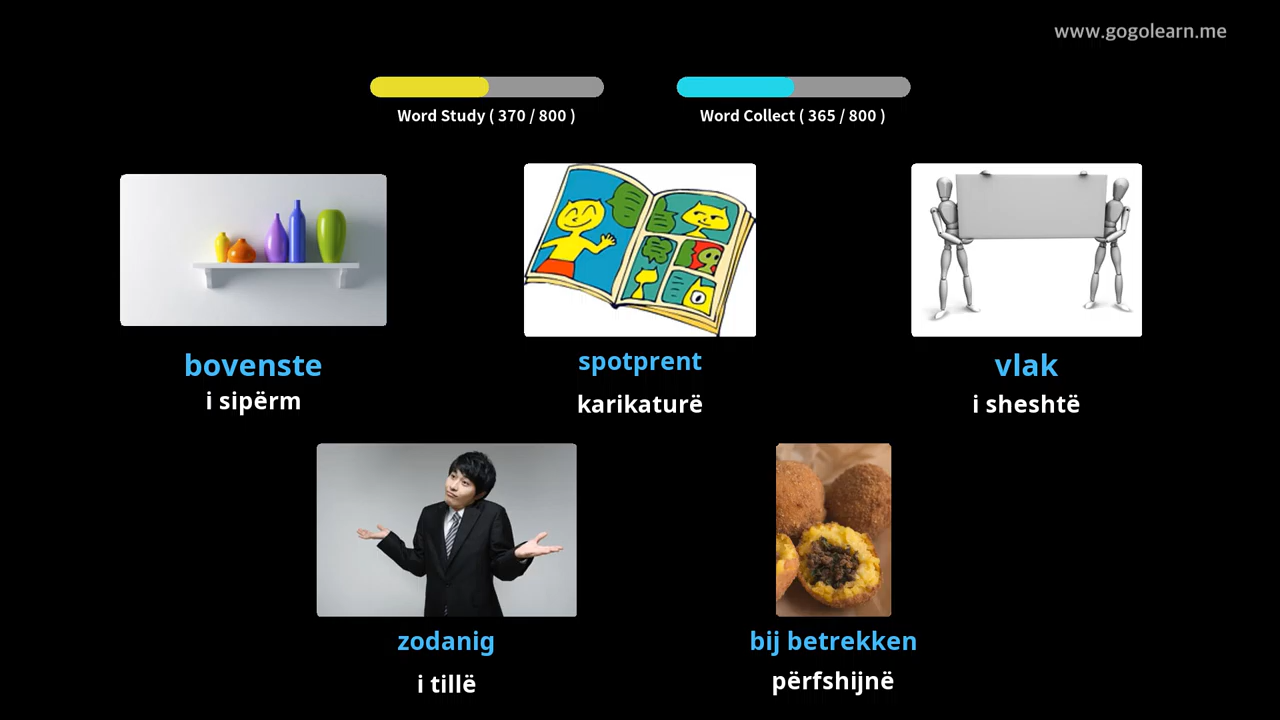 www.gogolearn.me
Word Study ( 370 / 800 )
Word Collect ( 365 / 800 )
bovenste
i sipërm
spotprent
karikaturë
vlak
i sheshtë
zodanig
i tillë
bij betrekken
përfshijnë